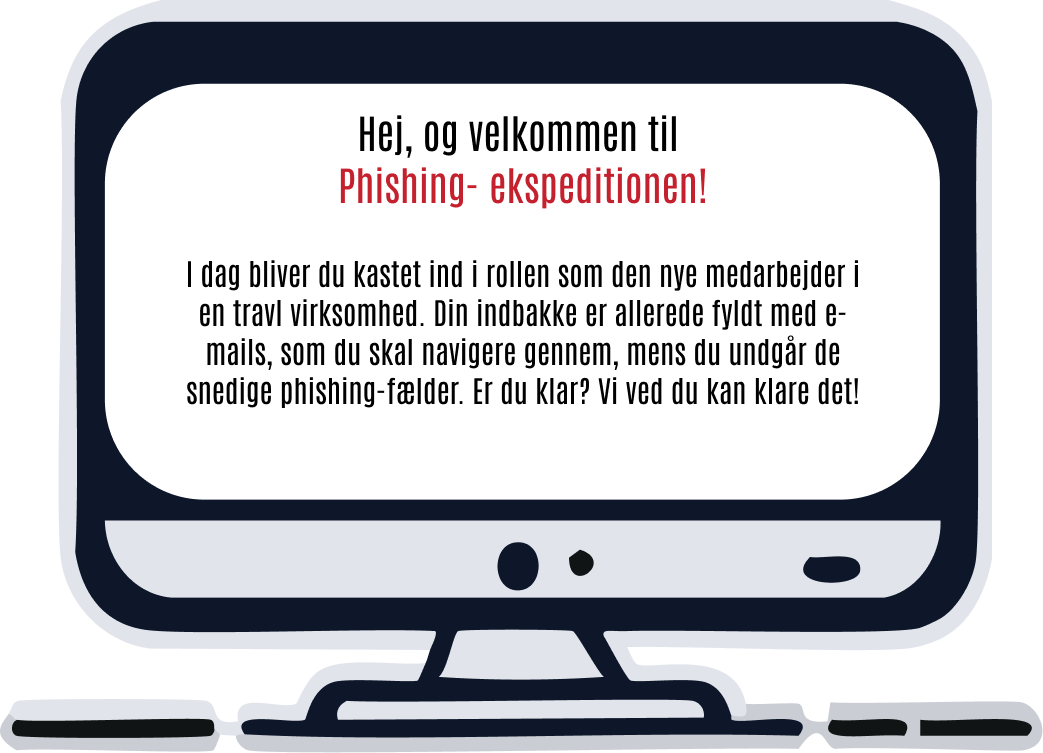 Hej, og velkommen til
Phishing- ekspeditionen!
I dag bliver du kastet ind i rollen som den nye medarbejder i
en travl virksomhed. Din indbakke er allerede fyldt med e-
mails, som du skal navigere gennem, mens du undgår de
snedige phishing-fælder. Er du klar? Vi ved du kan klare det!